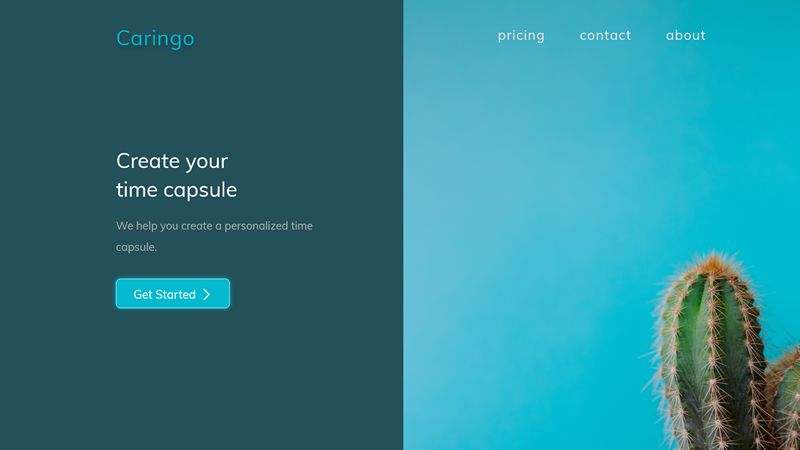 Caringo
pricing contact about
Create your
time capsule
We help you create a personalized time
capsule.
Get Started